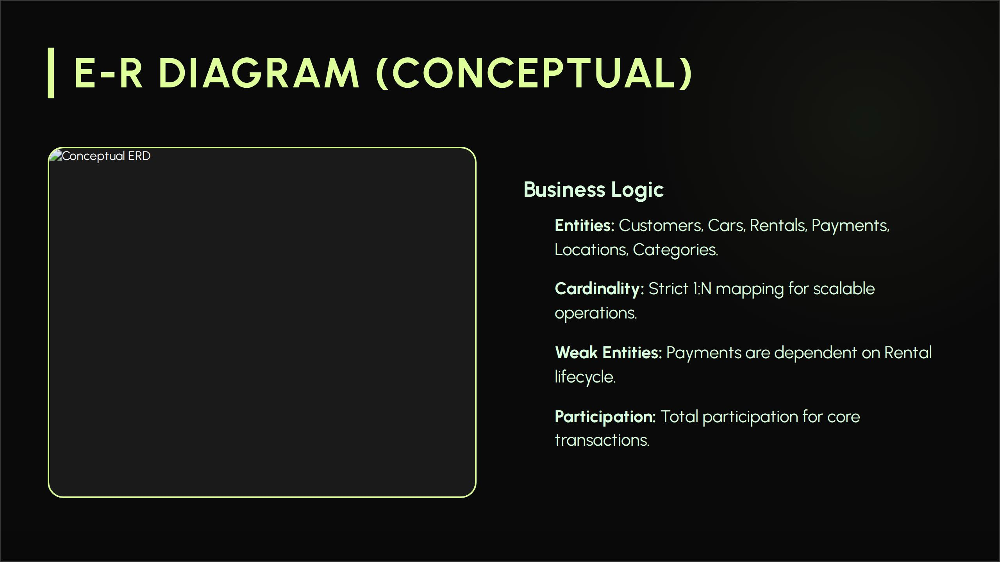 E-R DIAGRAM (CONCEPTUAL)
Conceptual ERD
Business Logic
Entities: Customers, Cars, Rentals, Payments,
Locations, Categories.
Cardinality: Strict 1:N mapping for scalable
operations.
Weak Entities: Payments are dependent on Rental
lifecycle.
Participation: Total participation for core
transactions.